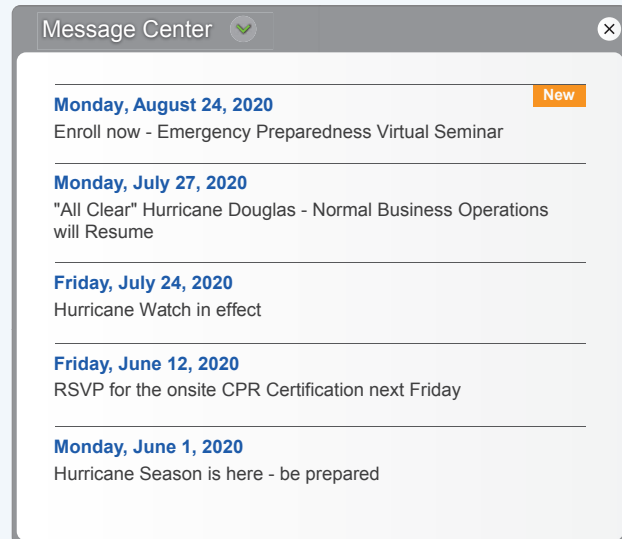 Message Center
New
Monday, August 24, 2020
Enroll now - Emergency Preparedness Virtual Seminar
Monday, July 27, 2020
"All Clear" Hurricane Douglas - Normal Business Operations
will Resume
Friday, July 24, 2020
Hurricane Watch in effect
Friday, June 12, 2020
RSVP for the onsite CPR Certification next Friday
Monday, June 1, 2020
Hurricane Season is here - be prepared